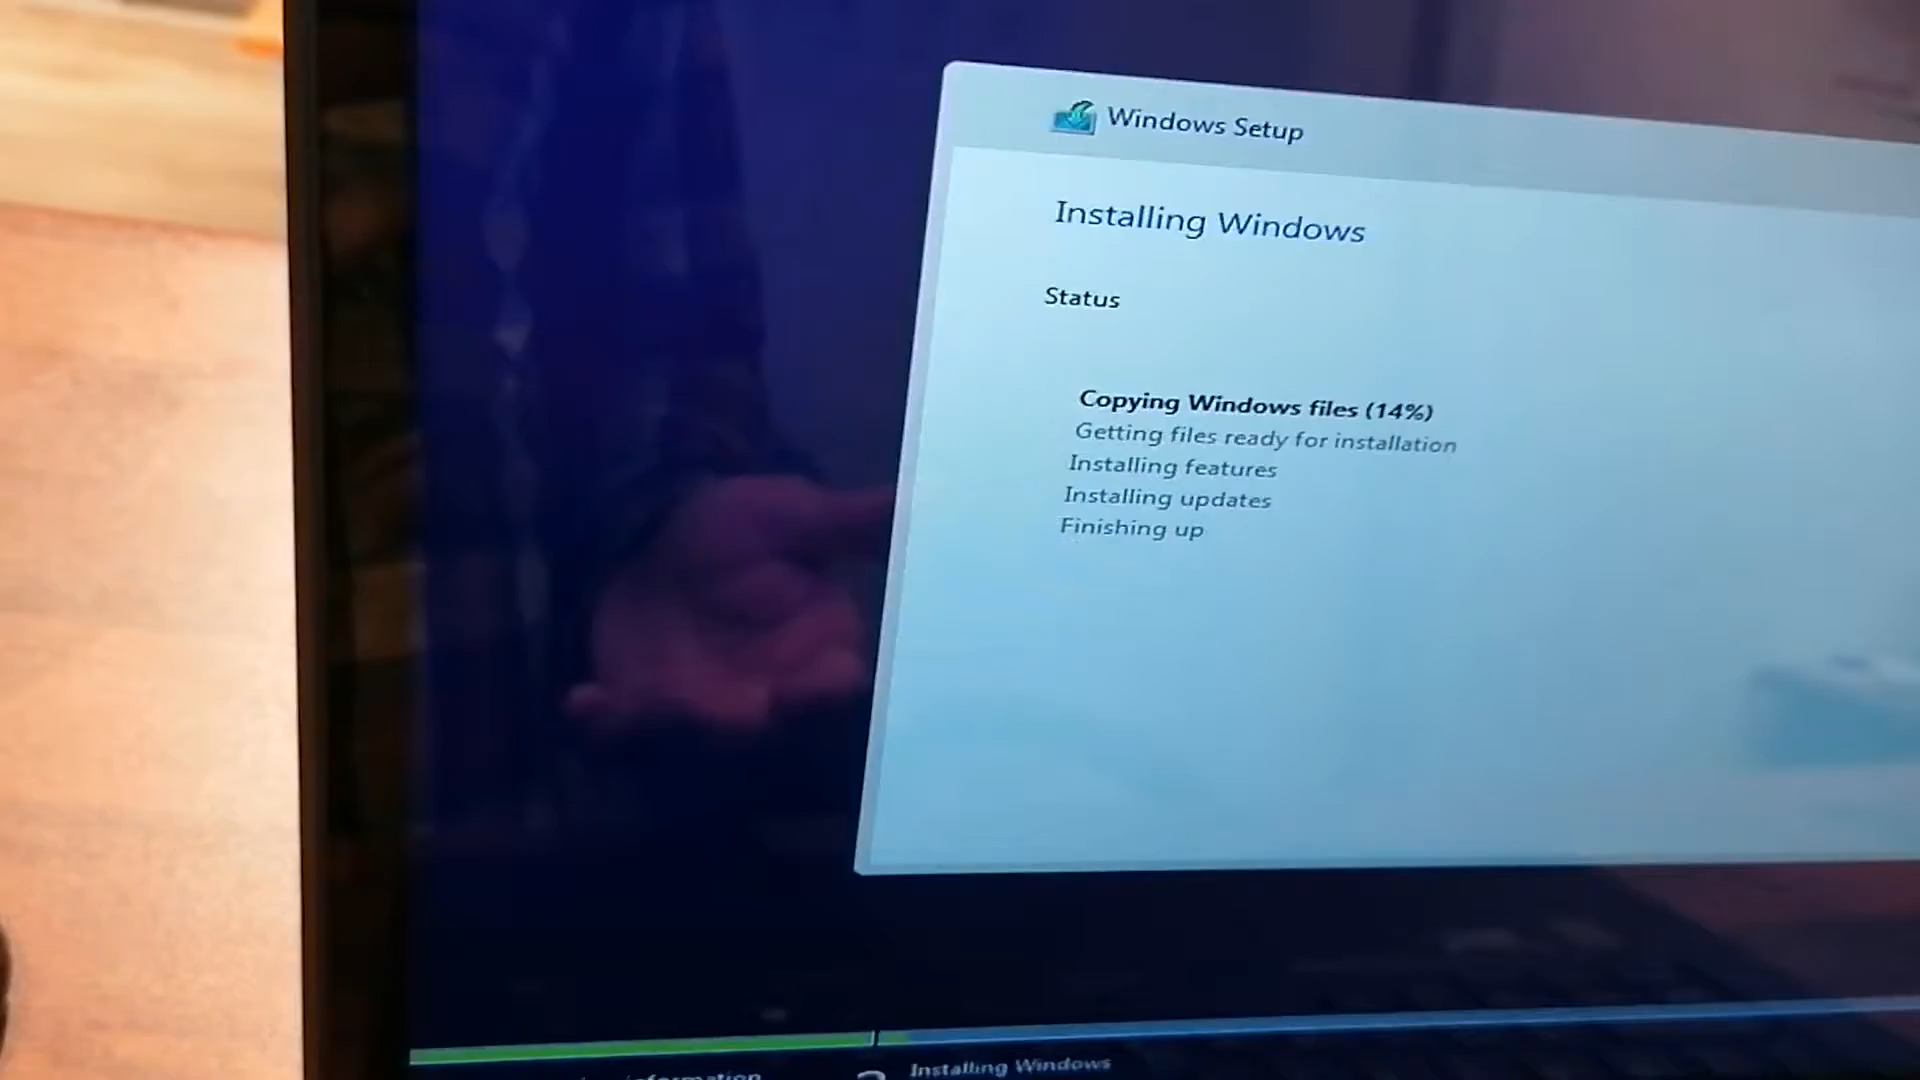 Windows Setup
Installing Windows
Status
Copying Windows files (14%)
Getting files ready for installation
Installing features
Installing updates
Finishing up
Installing Windows